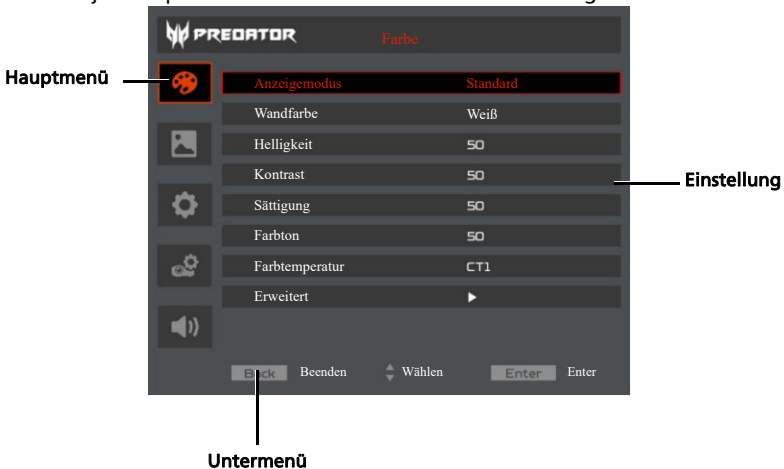 PREDATOR
Farbe
Hauptmenü
Anzeigemodus Standard
Wandfarbe Weiß
Helligkeit 50
Kontrast 50
Einstellung
Sättigung 50
Farbton 50
Farbtemperatur CT1
Erweitert
Back Beenden Wählen Enter Enter
Untermenü